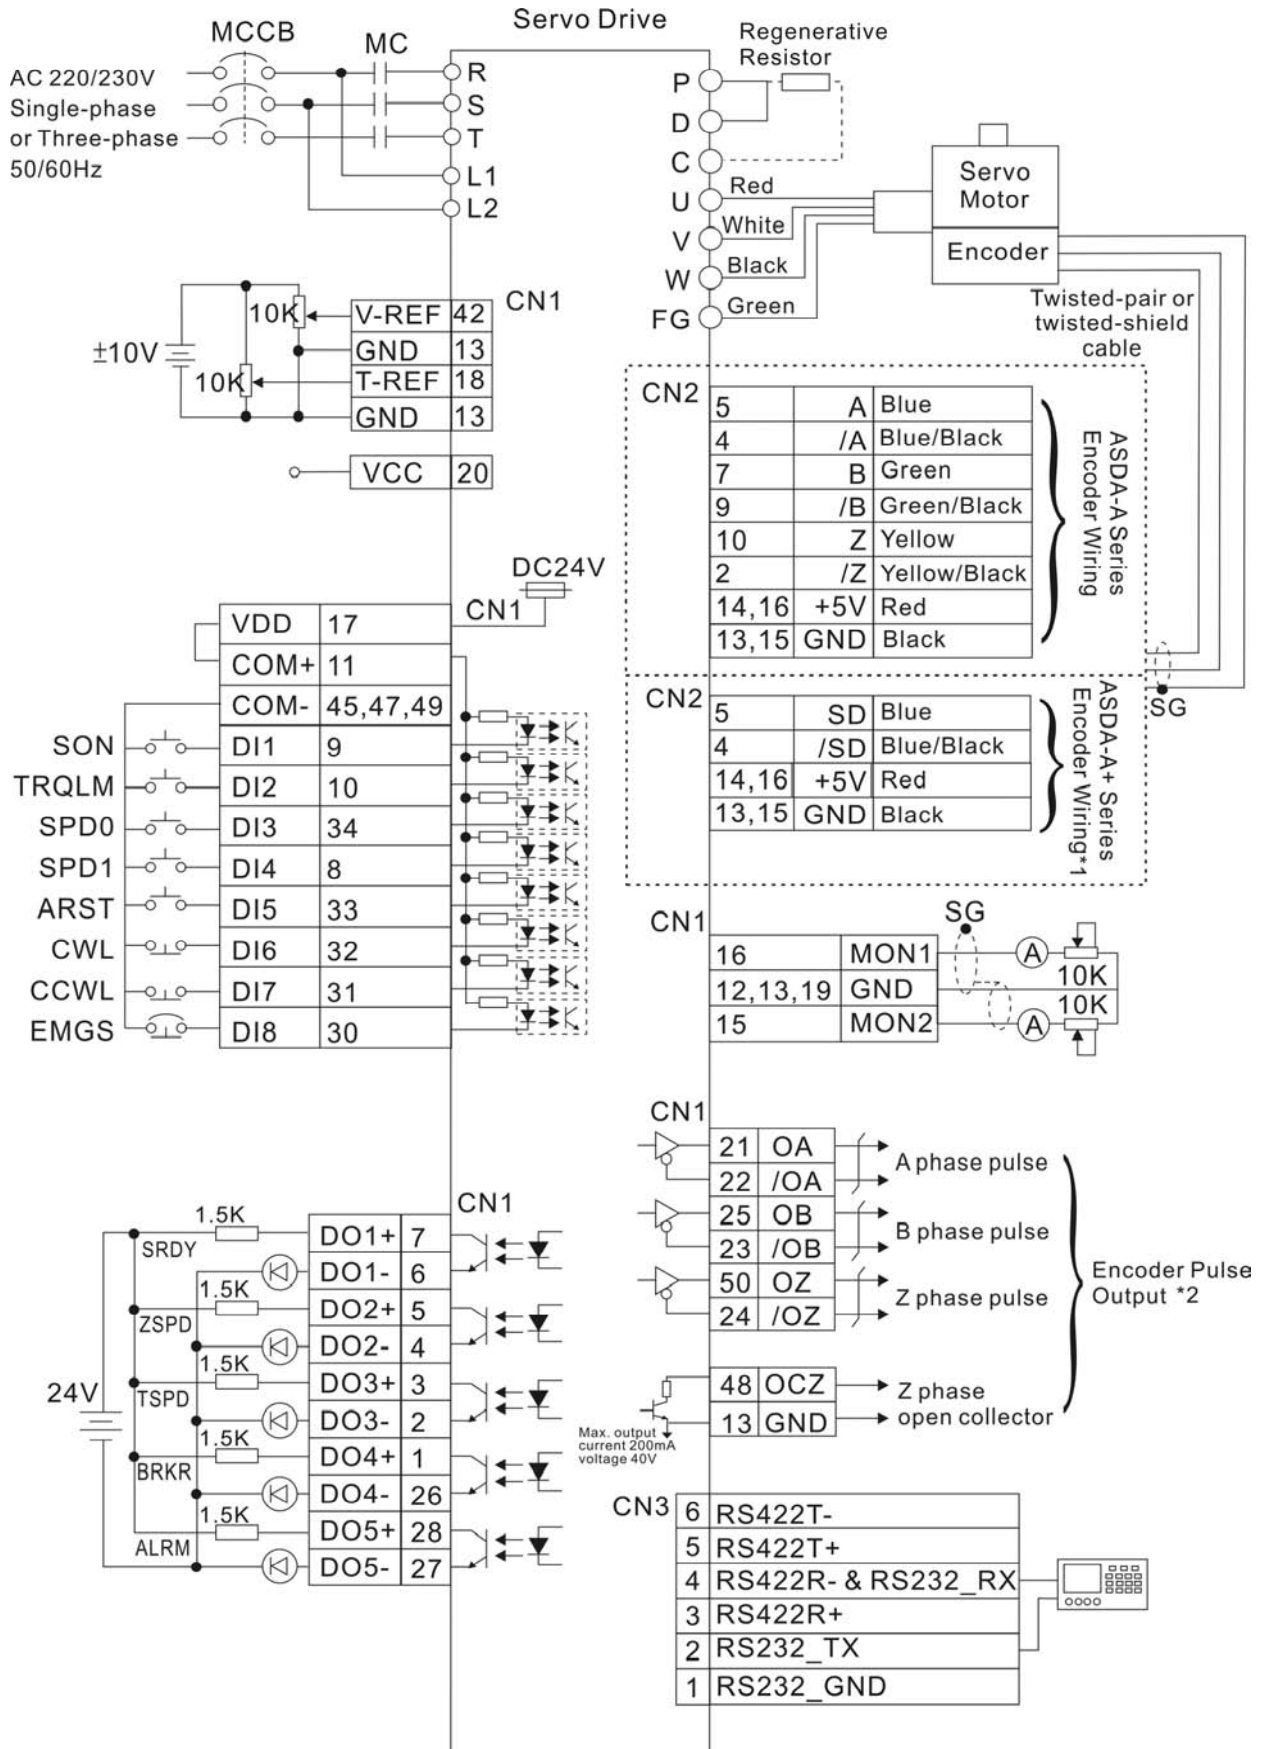 Servo Drive
MCCB
MC
AC 220/230V
Single-phase
or Three-phase
50/60Hz
R
S
T
L1
L2
Regenerative
Resistor
P
D
C
U
V
W
FG
Red
White
Black
Green
Servo
Motor
Encoder
Twisted-pair or
twisted-shield
cable
±10V
10K
10K
CN1
V-REF 42
GND 13
T-REF 18
GND 13
VCC 20
CN2
5 A Blue
4 /A Blue/Black
7 B Green
9 /B Green/Black
10 Z Yellow
2 /Z Yellow/Black
14,16 +5V Red
13,15 GND Black
ASDA-A Series
Encoder Wiring
CN2
5 SD Blue
4 /SD Blue/Black
14,16 +5V Red
13,15 GND Black
ASDA-A+ Series
Encoder Wiring*1
SG
DC24V
CN1
VDD 17
COM+ 11
COM- 45,47,49
SON DI1 9
TRQLM DI2 10
SPD0 DI3 34
SPD1 DI4 8
ARST DI5 33
CWL DI6 32
CCWL DI7 31
EMGS DI8 30
CN1
SG
16 MON1
12,13,19 GND
15 MON2
A
10K
10K
A
CN1
21 OA
22 /OA
A phase pulse
25 OB
23 /OB
B phase pulse
50 OZ
24 /OZ
Z phase pulse
48 OCZ
13 GND
Z phase
open collector
Max. output
current 200mA
voltage 40V
Encoder Pulse
Output *2
CN1
24V
1.5K
SRDY
DO1+ 7
DO1- 6
1.5K
ZSPD
DO2+ 5
DO2- 4
1.5K
TSPD
DO3+ 3
DO3- 2
1.5K
BRKR
DO4+ 1
DO4- 26
1.5K
ALRM
DO5+ 28
DO5- 27
CN3
6 RS422T-
5 RS422T+
4 RS422R- & RS232_RX
3 RS422R+
2 RS232_TX
1 RS232_GND